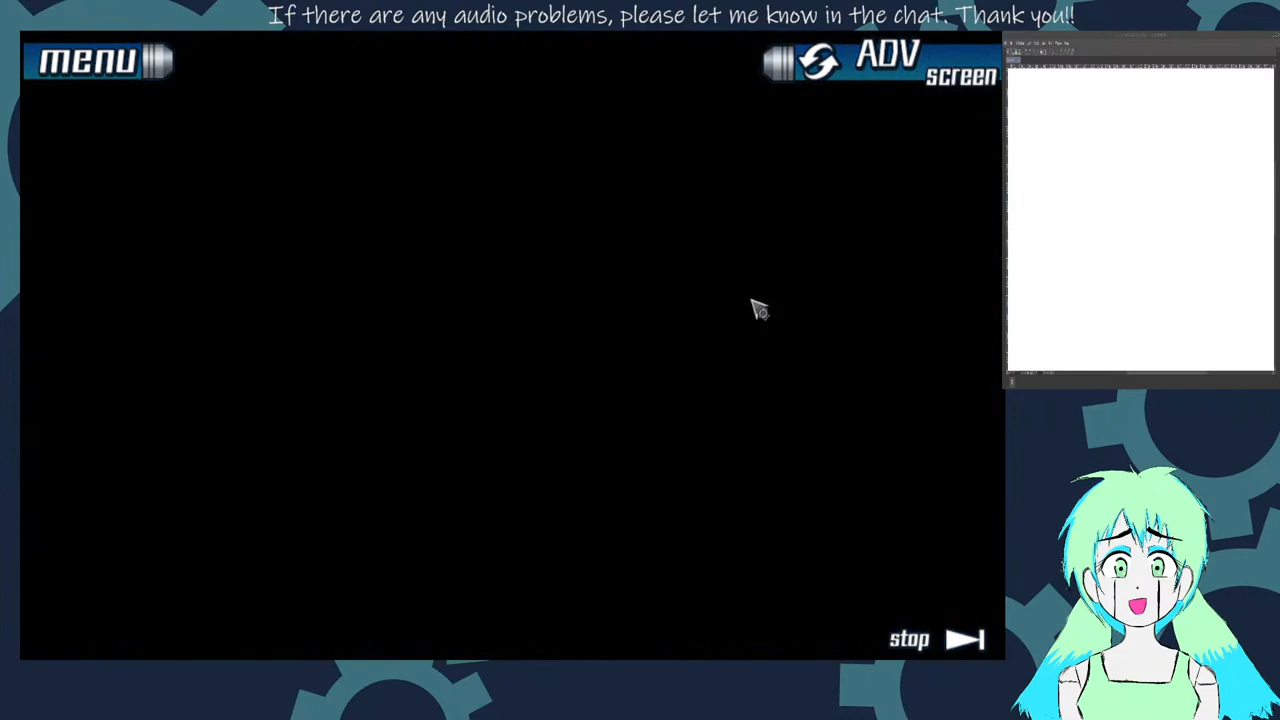 If there are any audio problems, please let me know in the chat. Thank you!!
menu
ADV
screen
stop